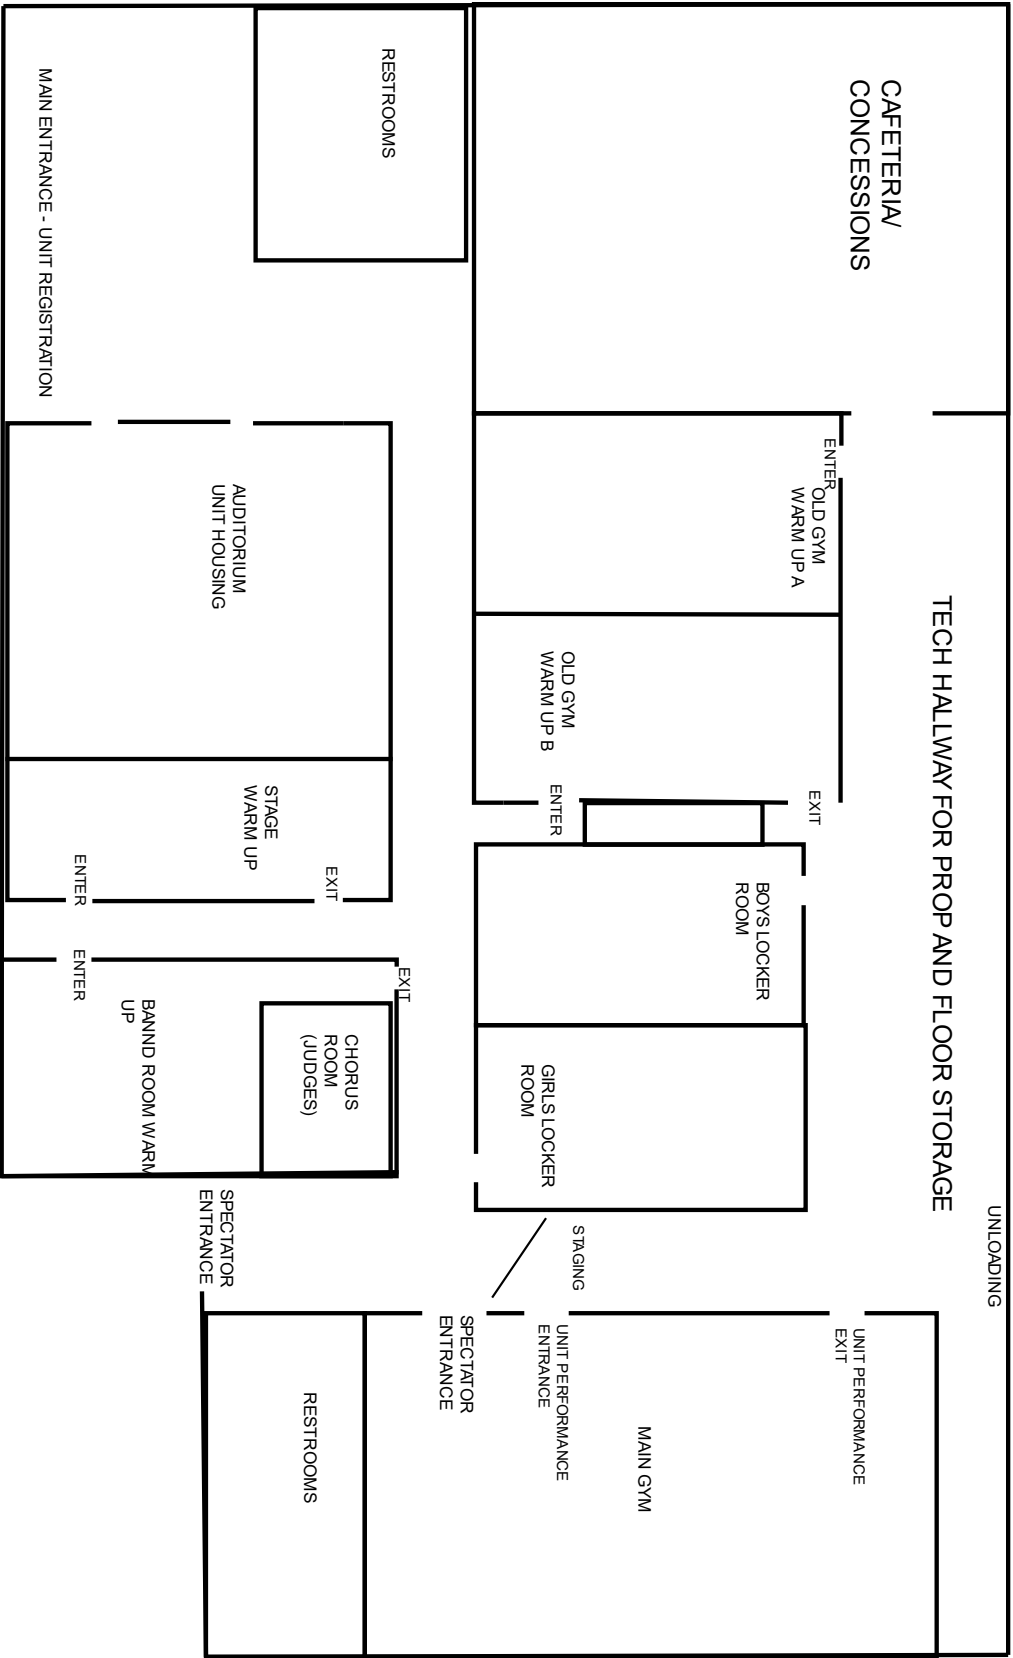 CAFETERIA/
CONCESSIONS
RESTROOMS
MAIN ENTRANCE - UNIT REGISTRATION
TECH HALLWAY FOR PROP AND FLOOR STORAGE
UNLOADING
ENTER
OLD GYM
WARM UP A
OLD GYM
WARM UP B
ENTER
EXIT
AUDITORIUM
UNIT HOUSING
STAGE
WARM UP
ENTER
EXIT
BOYS LOCKER
ROOM
GIRLS LOCKER
ROOM
ENTER
EXIT
BANND ROOM WARM
UP
CHORUS
ROOM
(JUDGES)
STAGING
SPECTATOR
ENTRANCE
UNIT PERFORMANCE
EXIT
UNIT PERFORMANCE
ENTRANCE
SPECTATOR
ENTRANCE
MAIN GYM
RESTROOMS